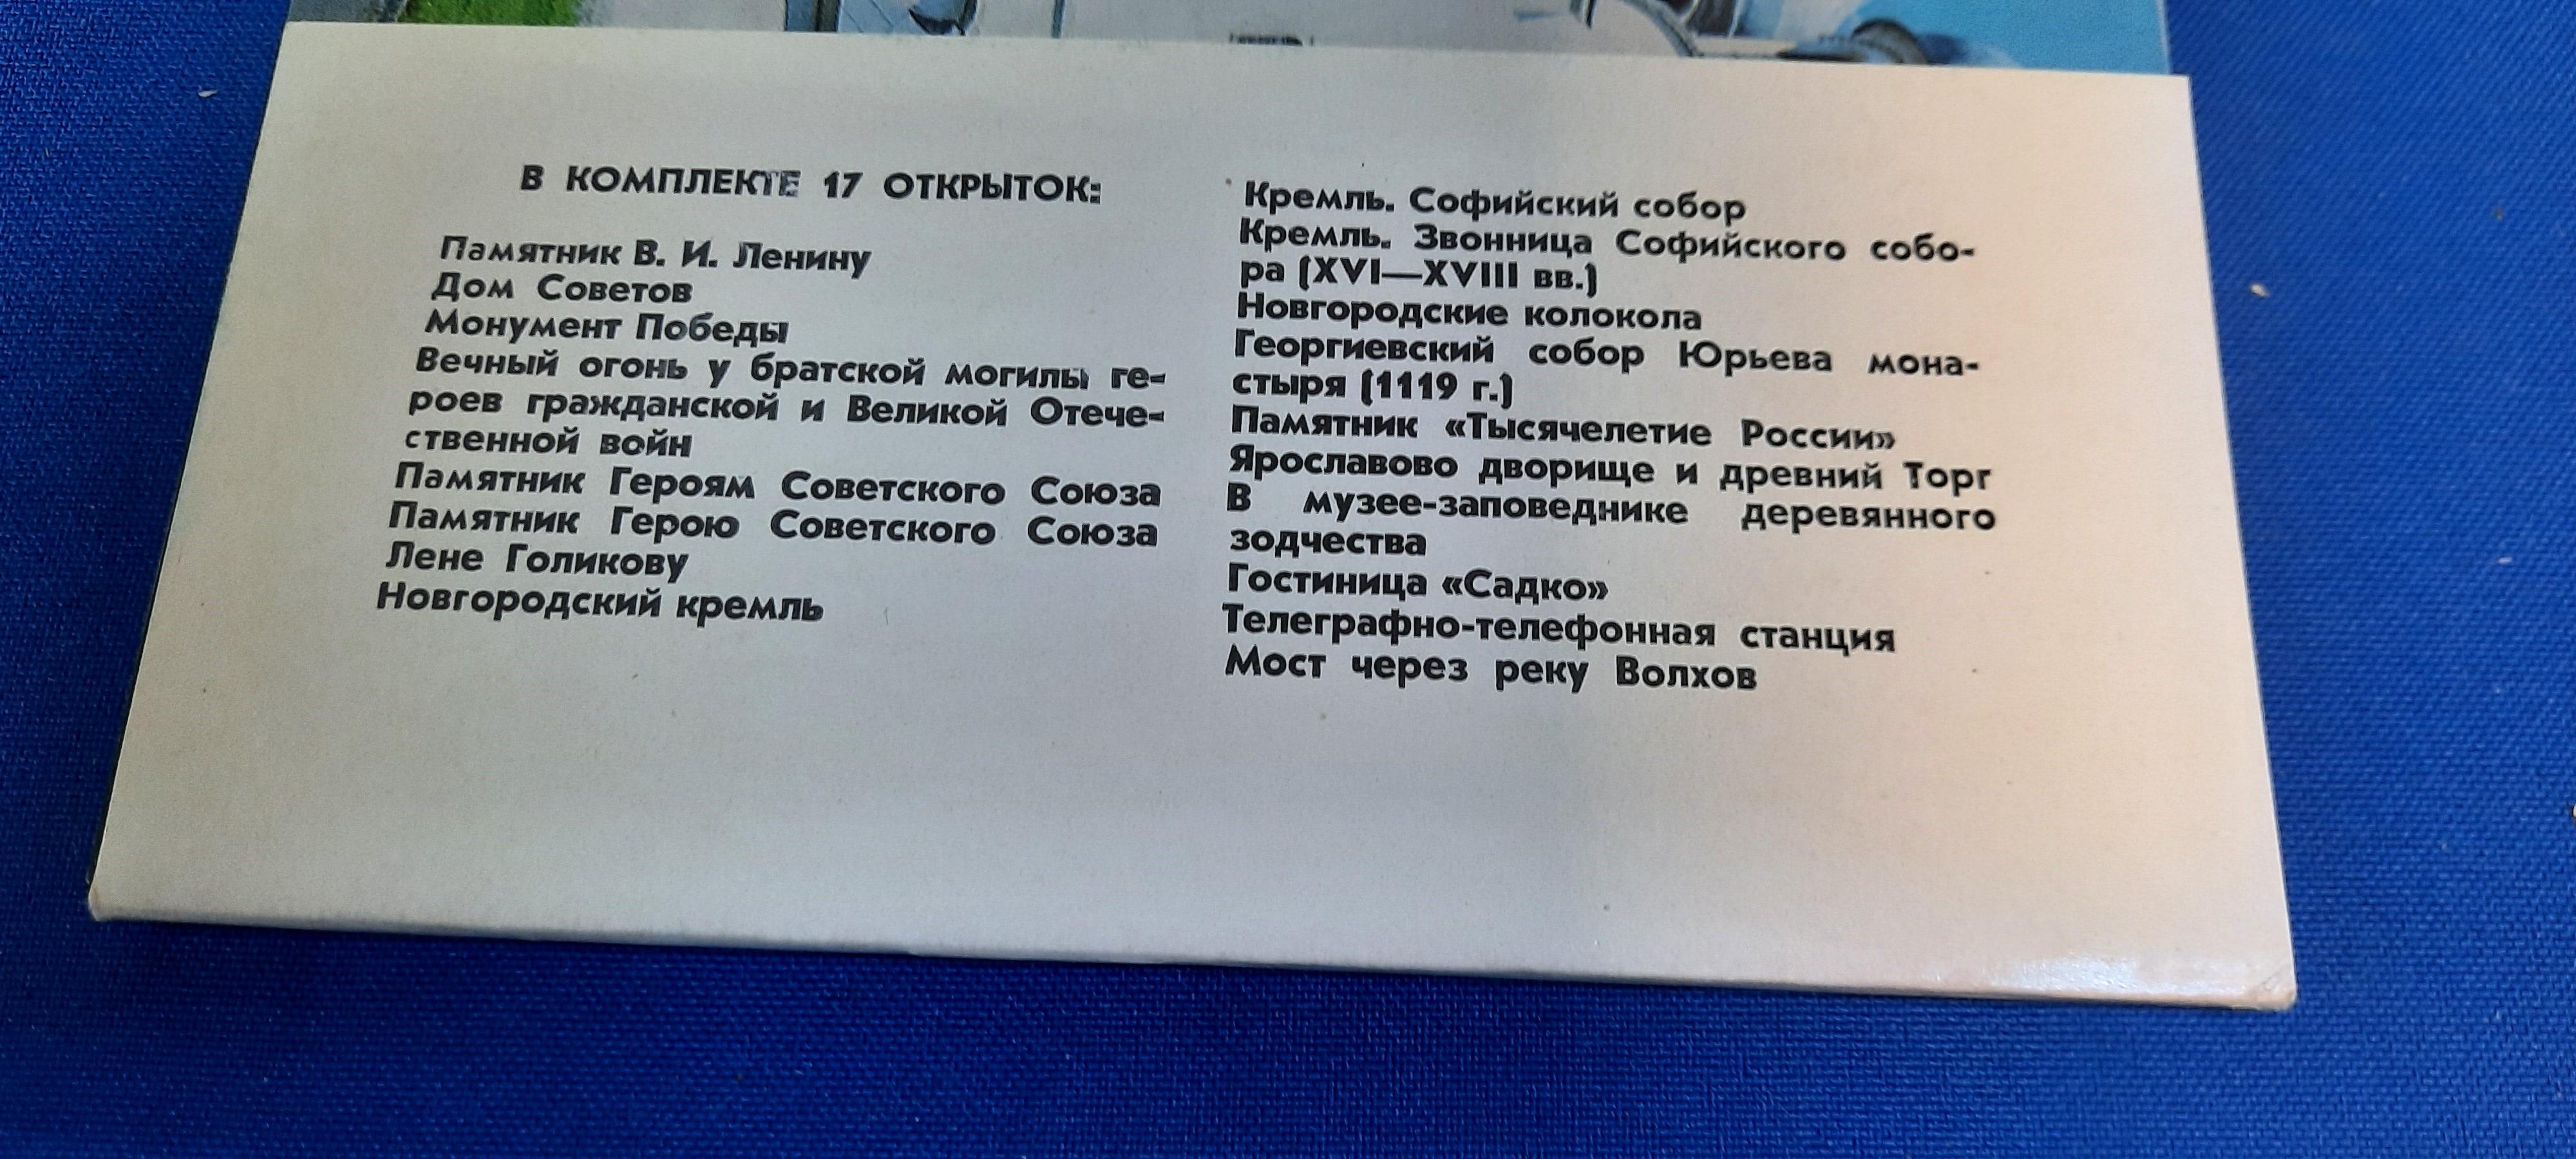 В КОМПЛЕКТЕ 17 ОТКРЫТОК:
Памятник В. И. Ленину
Дом Советов
Монумент Победы
Вечный огонь у братской могилы ге-
роев гражданской и Великой Отече-
ственной войн
Памятник Героям Советского Союза
Памятник Герою Советского Союза
Лене Голикову
Новгородский кремль
Кремль. Софийский собор
Кремль. Звонница Софийского собо-
ра (XVI—XVIII вв.)
Новгородские колокола
Георгиевский собор Юрьева мона-
стыря (1119 г.)
Памятник «Тысячелетие России»
Ярославово дворище и древний Торг
В музее-заповеднике деревянного
зодчества
Гостиница «Садко»
Телеграфно-телефонная станция
Мост через реку Волхов